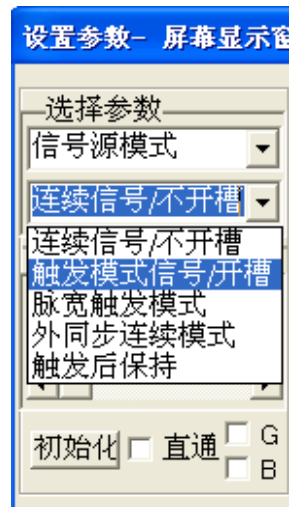 设置参数- 屏幕显示窗
选择参数
信号源模式
连续信号/不开槽
连续信号/不开槽
触发模式信号/开槽
脉宽触发模式
外同步连续模式
触发后保持
初始化 直通 G
B